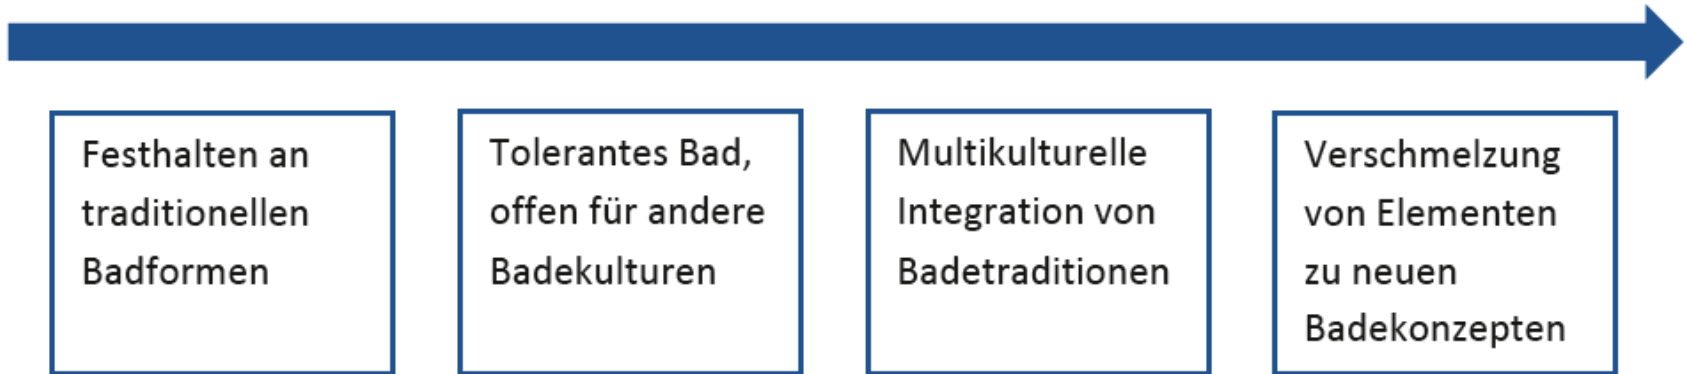 Festhalten an
traditionellen
Badformen
Tolerantes Bad,
offen für andere
Badekulturen
Multikulturelle
Integration von
Badetraditionen
Verschmelzung
von Elementen
zu neuen
Badekonzepten